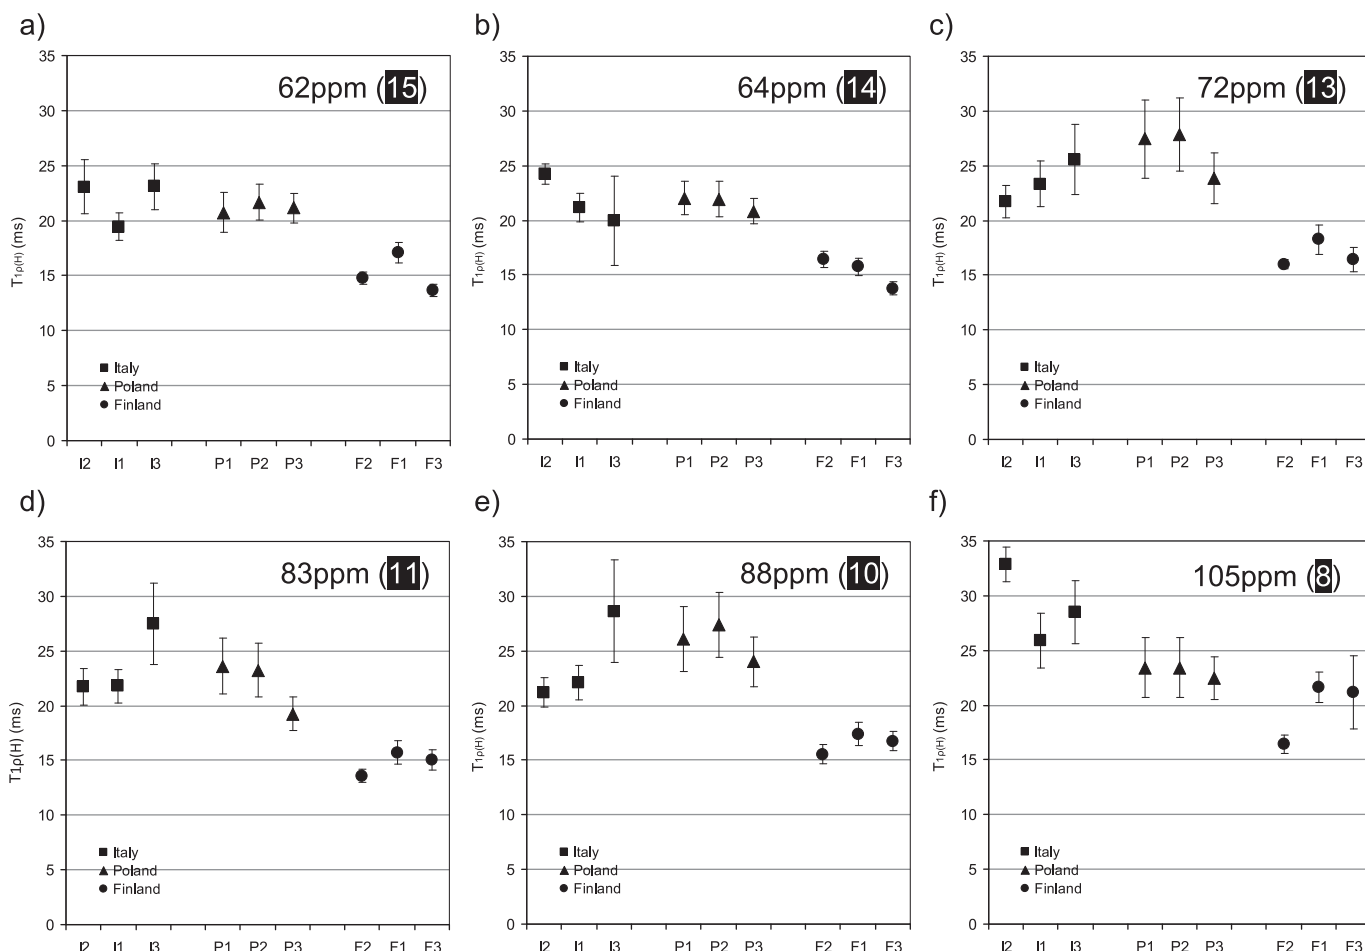 a)
62ppm (15)
35
30
25
20
15
10
5
0
T1ρ(H) (ms)
Italy
Poland
Finland
I2 I1 I3 P1 P2 P3 F2 F1 F3
b)
64ppm (14)
35
30
25
20
15
10
5
0
T1ρ(H) (ms)
Italy
Poland
Finland
I2 I1 I3 P1 P2 P3 F2 F1 F3
c)
72ppm (13)
35
30
25
20
15
10
5
0
T1ρ(H) (ms)
Italy
Poland
Finland
I2 I1 I3 P1 P2 P3 F2 F1 F3
d)
83ppm (11)
35
30
25
20
15
10
5
0
T1ρ(H) (ms)
Italy
Poland
Finland
I2 I1 I3 P1 P2 P3 F2 F1 F3
e)
88ppm (10)
35
30
25
20
15
10
5
0
T1ρ(H) (ms)
Italy
Poland
Finland
I2 I1 I3 P1 P2 P3 F2 F1 F3
f)
105ppm (8)
35
30
25
20
15
10
5
0
T1ρ(H) (ms)
Italy
Poland
Finland
I2 I1 I3 P1 P2 P3 F2 F1 F3